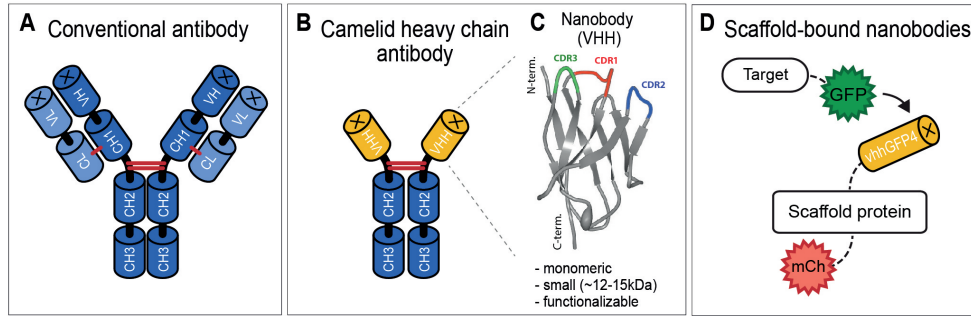 A Conventional antibody
VH
VL
CH1
CL
VH
VL
CH1
CL
CH2
CH2
CH3
CH3
B Camelid heavy chain
antibody
VHH
VHH
CH2
CH2
CH3
CH3
C Nanobody
(VHH)
CDR3
CDR1
CDR2
N-term.
C-term.
- monomeric
- small (~12-15kDa)
- functionalizable
D Scaffold-bound nanobodies
Target
GFP
vhhGFP4
Scaffold protein
mCh